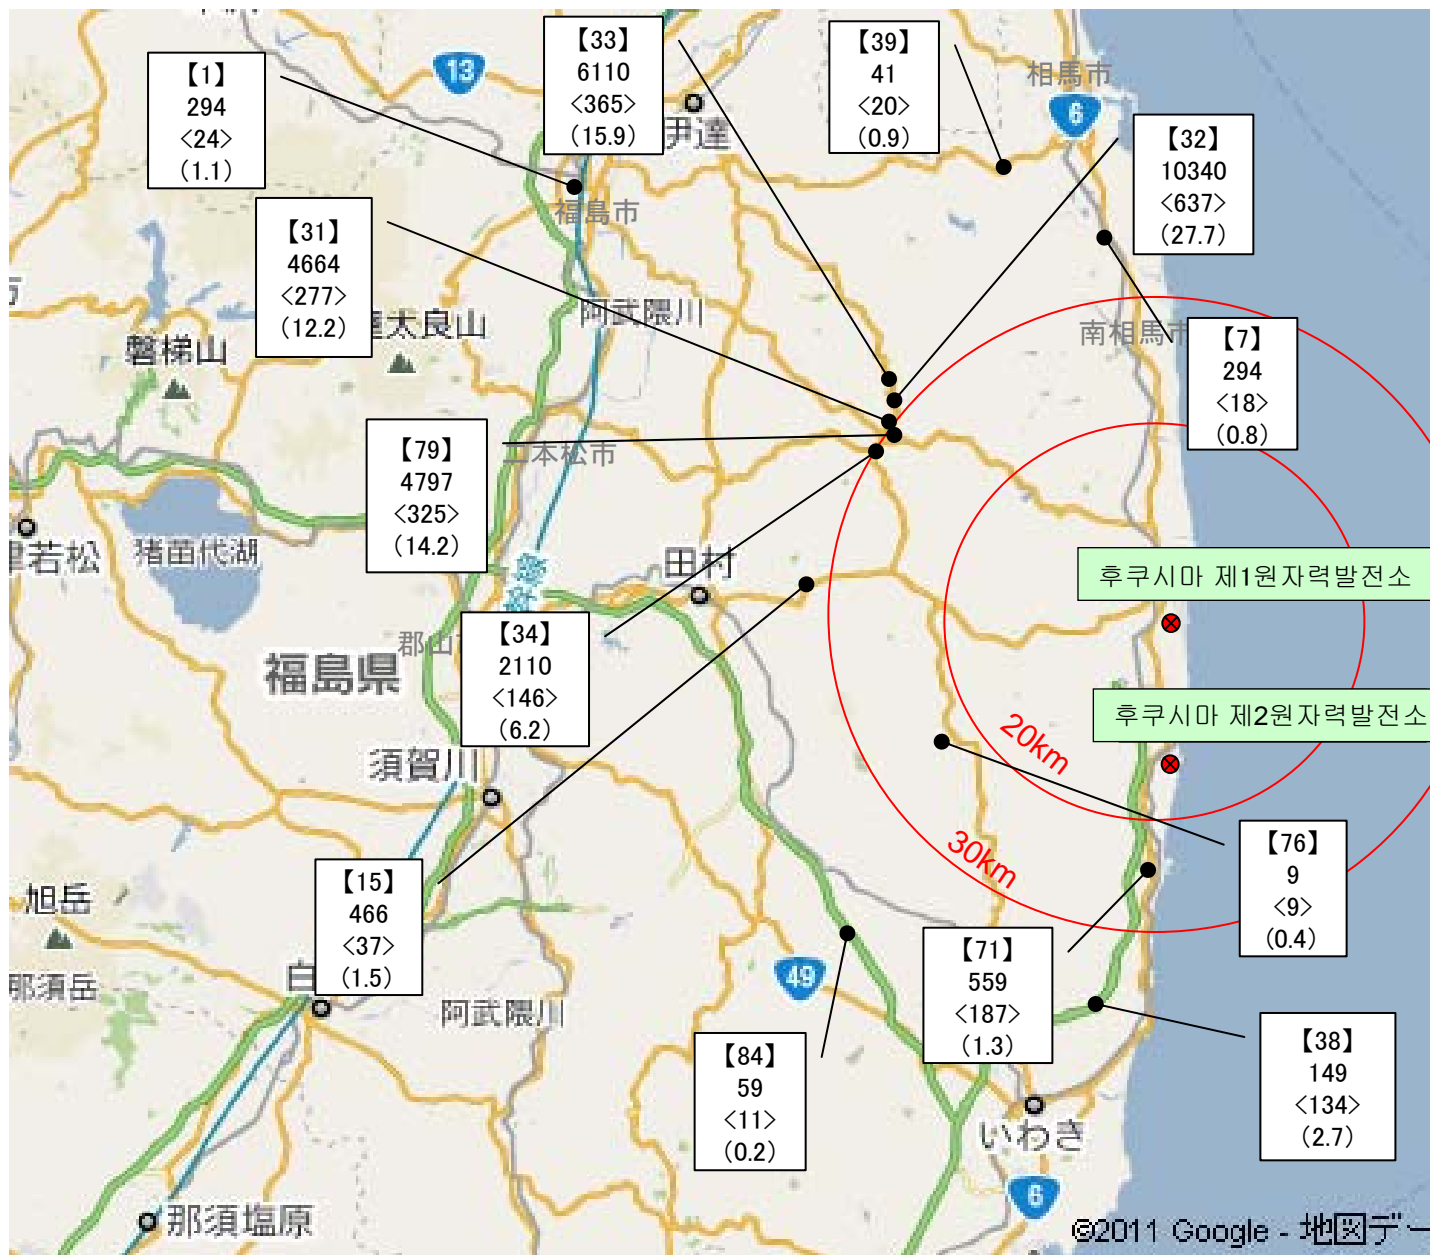 【1】
294
<24>
(1.1)
13
【33】
6110
<365>
(15.9)
伊達
【39】
41
<20>
(0.9)
相馬市
6
【32】
10340
<637>
(27.7)
福島市
【31】
4664
<277>
(12.2)
阿武隈川
達太良山
磐梯山
南相馬市
【7】
294
<18>
(0.8)
【79】
4797
<325>
(14.2)
二本松市
猪苗代湖
津若松
田村
후쿠시마 제1원자력발전소
郡山
福島県
【34】
2110
<146>
(6.2)
후쿠시마 제2원자력발전소
20km
須賀川
30km
【76】
9
<9>
(0.4)
【15】
466
<37>
(1.5)
旭岳
那須岳
白
阿武隈川
49
【71】
559
<187>
(1.3)
【84】
59
<11>
(0.2)
【38】
149
<134>
(2.7)
いわき
6
那須塩原
©2011 Google - 地図デー